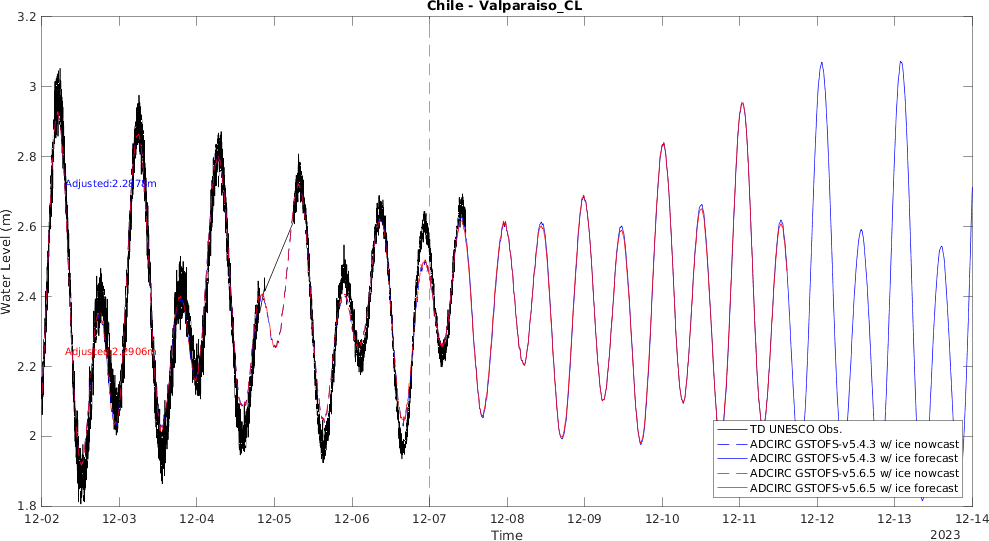 Chile - Valparaiso_CL
3.2
3
2.8
2.6
2.4
2.2
2
1.8
Water Level (m)
Adjusted:2.2878m
Adjusted:2.2906m
TD UNESCO Obs.
ADCIRC GSTOFS-v5.4.3 w/ ice nowcast
ADCIRC GSTOFS-v5.4.3 w/ ice forecast
ADCIRC GSTOFS-v5.6.5 w/ ice nowcast
ADCIRC GSTOFS-v5.6.5 w/ ice forecast
12-02 12-03 12-04 12-05 12-06 12-07 12-08 12-09 12-10 12-11 12-12 12-13 12-14
Time
2023